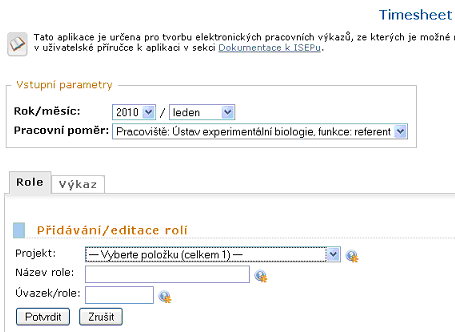 Timesheet
Tato aplikace je určena pro tvorbu elektronických pracovních výkazů, ze kterých je možné
v uživatelské příručce k aplikaci v sekci Dokumentace k ISEPu.
Vstupní parametry
Rok/měsíc: 2010 / leden
Pracovní poměr: Pracoviště: Ústav experimentální biologie, funkce: referent
Role Výkaz
Přidávání/editace rolí
Projekt: --- Vyberte položku (celkem 1) ---
Název role:
Úvazek/role:
Potvrdit Zrušit